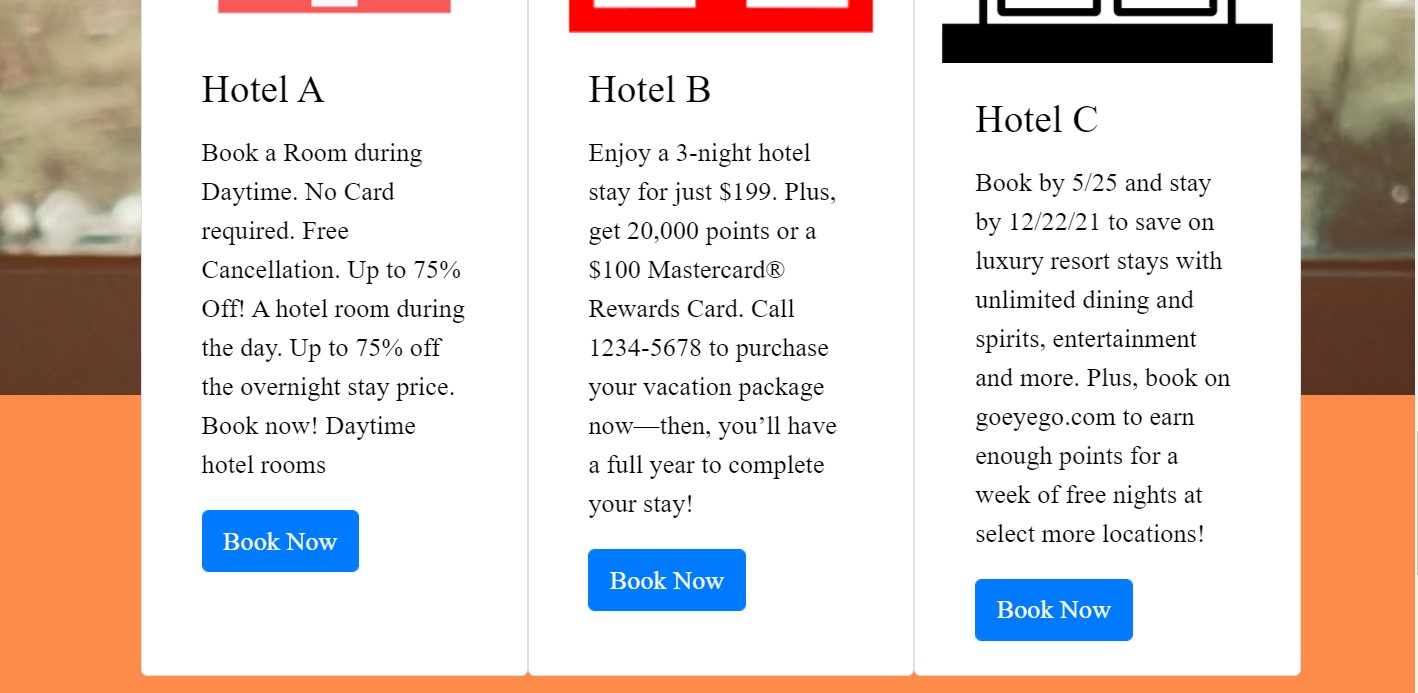 Hotel A
Book a Room during
Daytime. No Card
required. Free
Cancellation. Up to 75%
Off! A hotel room during
the day. Up to 75% off
the overnight stay price.
Book now! Daytime
hotel rooms
Book Now
Hotel B
Enjoy a 3-night hotel
stay for just $199. Plus,
get 20,000 points or a
$100 Mastercard®
Rewards Card. Call
1234-5678 to purchase
your vacation package
now—then, you’ll have
a full year to complete
your stay!
Book Now
Hotel C
Book by 5/25 and stay
by 12/22/21 to save on
luxury resort stays with
unlimited dining and
spirits, entertainment
and more. Plus, book on
goeyego.com to earn
enough points for a
week of free nights at
select more locations!
Book Now